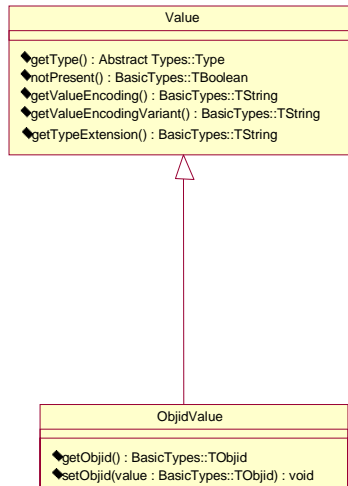 Value
getType() : Abstract Types::Type
notPresent() : BasicTypes::TBoolean
getValueEncoding() : BasicTypes::TString
getValueEncodingVariant() : BasicTypes::TString
getTypeExtension() : BasicTypes::TString
ObjidValue
getObjid() : BasicTypes::TObjid
setObjid(value : BasicTypes::TObjid) : void